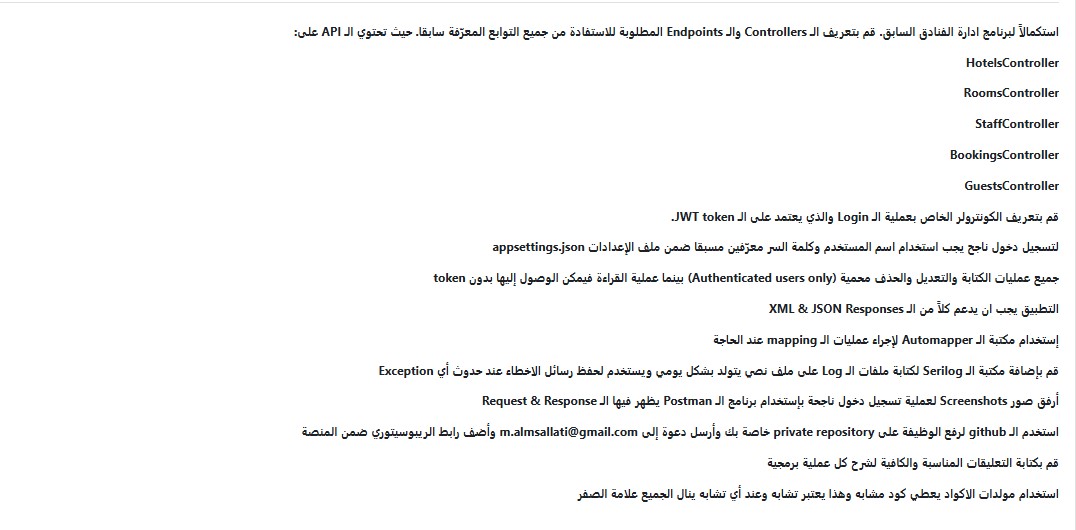 استكمالاً لبرنامج ادارة الفنادق السابق. قم بتعريف الـ Controllers والـ Endpoints المطلوبة للاستفادة من جميع التوابع المعرّفة سابقا. حيث تحتوي الـ API على:
HotelsController
RoomsController
StaffController
BookingsController
GuestsController
قم بتعريف الكونترولر الخاص بعملية الـ Login والذي يعتمد على الـ JWT token.
لتسجيل دخول ناجح يجب استخدام اسم المستخدم وكلمة السر معرّفين مسبقا ضمن ملف الإعدادات appsettings.json
جميع عمليات الكتابة والتعديل والحذف محمية (Authenticated users only) بينما عملية القراءة فيمكن الوصول إليها بدون token
التطبيق يجب ان يدعم كلاً من الـ XML & JSON Responses
إستخدام مكتبة الـ Automapper لإجراء عمليات الـ mapping عند الحاجة
قم بإضافة مكتبة الـ Serilog لكتابة ملفات الـ Log على ملف نصي يتولد بشكل يومي ويستخدم لحفظ رسائل الاخطاء عند حدوث أي Exception
أرفق صور Screenshots لعملية تسجيل دخول ناجحة بإستخدام برنامج الـ Postman يظهر فيها الـ Request & Response
استخدم الـ github لرفع الوظيفة على private repository خاصة بك وأرسل دعوة إلى m.almsallati@gmail.com وأضف رابط الريبوسيتوري ضمن المنصة
قم بكتابة التعليقات المناسبة والكافية لشرح كل عملية برمجية
استخدام مولدات الاكواد يعطي كود مشابه وهذا يعتبر تشابه وعند أي تشابه ينال الجميع علامة الصفر